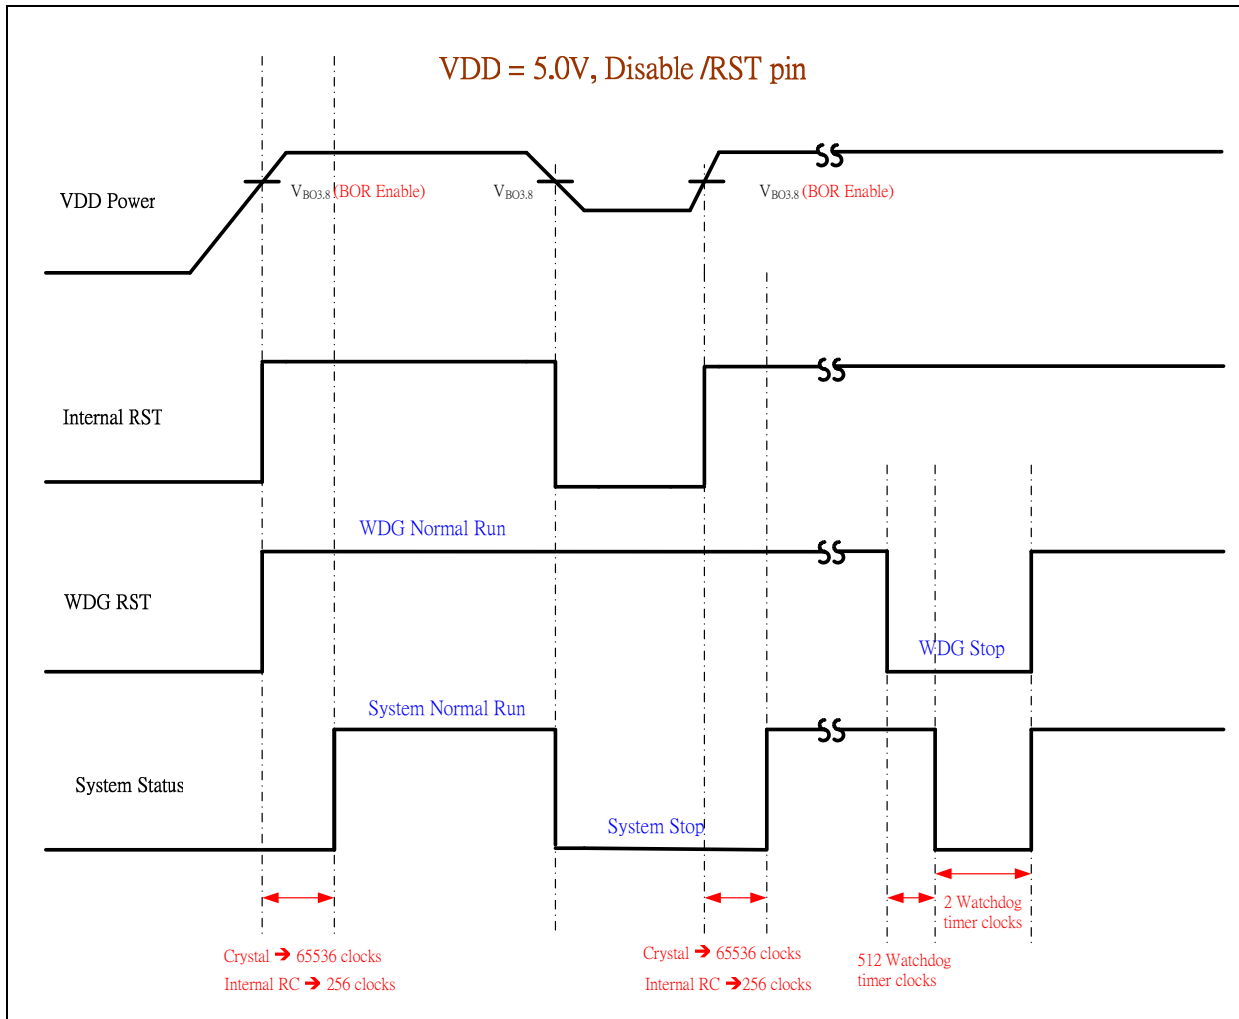 VDD = 5.0V, Disable /RST pin
VDD Power
VBO3.8 (BOR Enable)
VBO3.8
VBO3.8 (BOR Enable)
Internal RST
WDG Normal Run
WDG RST
WDG Stop
System Normal Run
System Status
System Stop
2 Watchdog
timer clocks
Crystal ➔ 65536 clocks
Internal RC ➔ 256 clocks
Crystal ➔ 65536 clocks
Internal RC ➔256 clocks
512 Watchdog
timer clocks